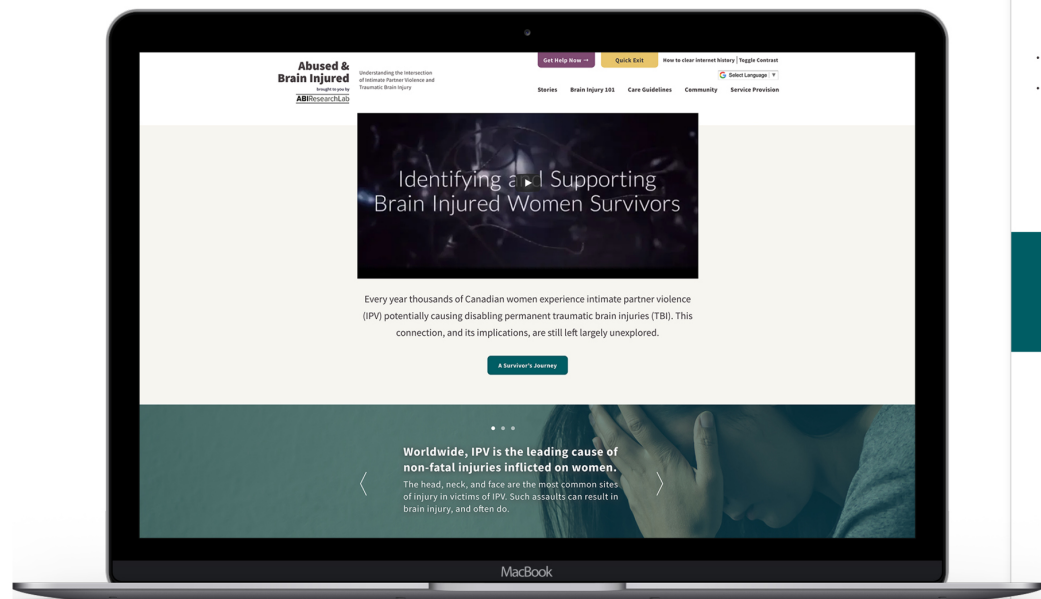 Abused &
Brain Injured
brought to you by
ABIResearchLab
Understanding the Intersection
of Intimate Partner Violence and
Traumatic Brain Injury
Get Help Now →
Quick Exit
How to clear internet history | Toggle Contrast
G Select Language | ▼
Stories Brain Injury 101 Care Guidelines Community Service Provision
Identifying and Supporting
Brain Injured Women Survivors
Every year thousands of Canadian women experience intimate partner violence
(IPV) potentially causing disabling permanent traumatic brain injuries (TBI). This
connection, and its implications, are still left largely unexplored.
A Survivor's Journey
Worldwide, IPV is the leading cause of
non-fatal injuries inflicted on women.
The head, neck, and face are the most common sites
of injury in victims of IPV. Such assaults can result in
brain injury, and often do.
MacBook